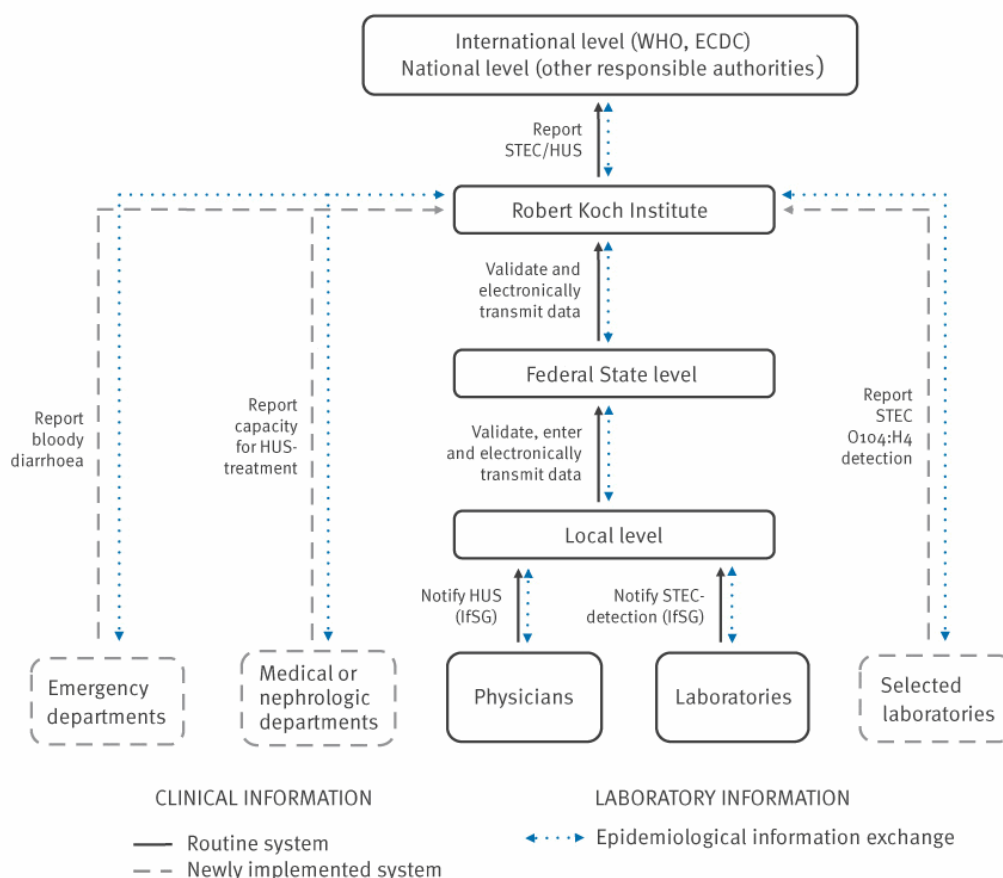 International level (WHO, ECDC)
National level (other responsible authorities)
Report
STEC/HUS
Robert Koch Institute
Validate and
electronically
transmit data
Federal State level
Report
bloody
diarrhoea
Report
capacity
for HUS-
treatment
Validate, enter
and electronically
transmit data
Report
STEC
O104:H4
detection
Local level
Notify HUS
(IfSG)
Notify STEC-
detection (IfSG)
Emergency
departments
Medical or
nephrologic
departments
Physicians
Laboratories
Selected
laboratories
CLINICAL INFORMATION
LABORATORY INFORMATION
Routine system
Epidemiological information exchange
Newly implemented system